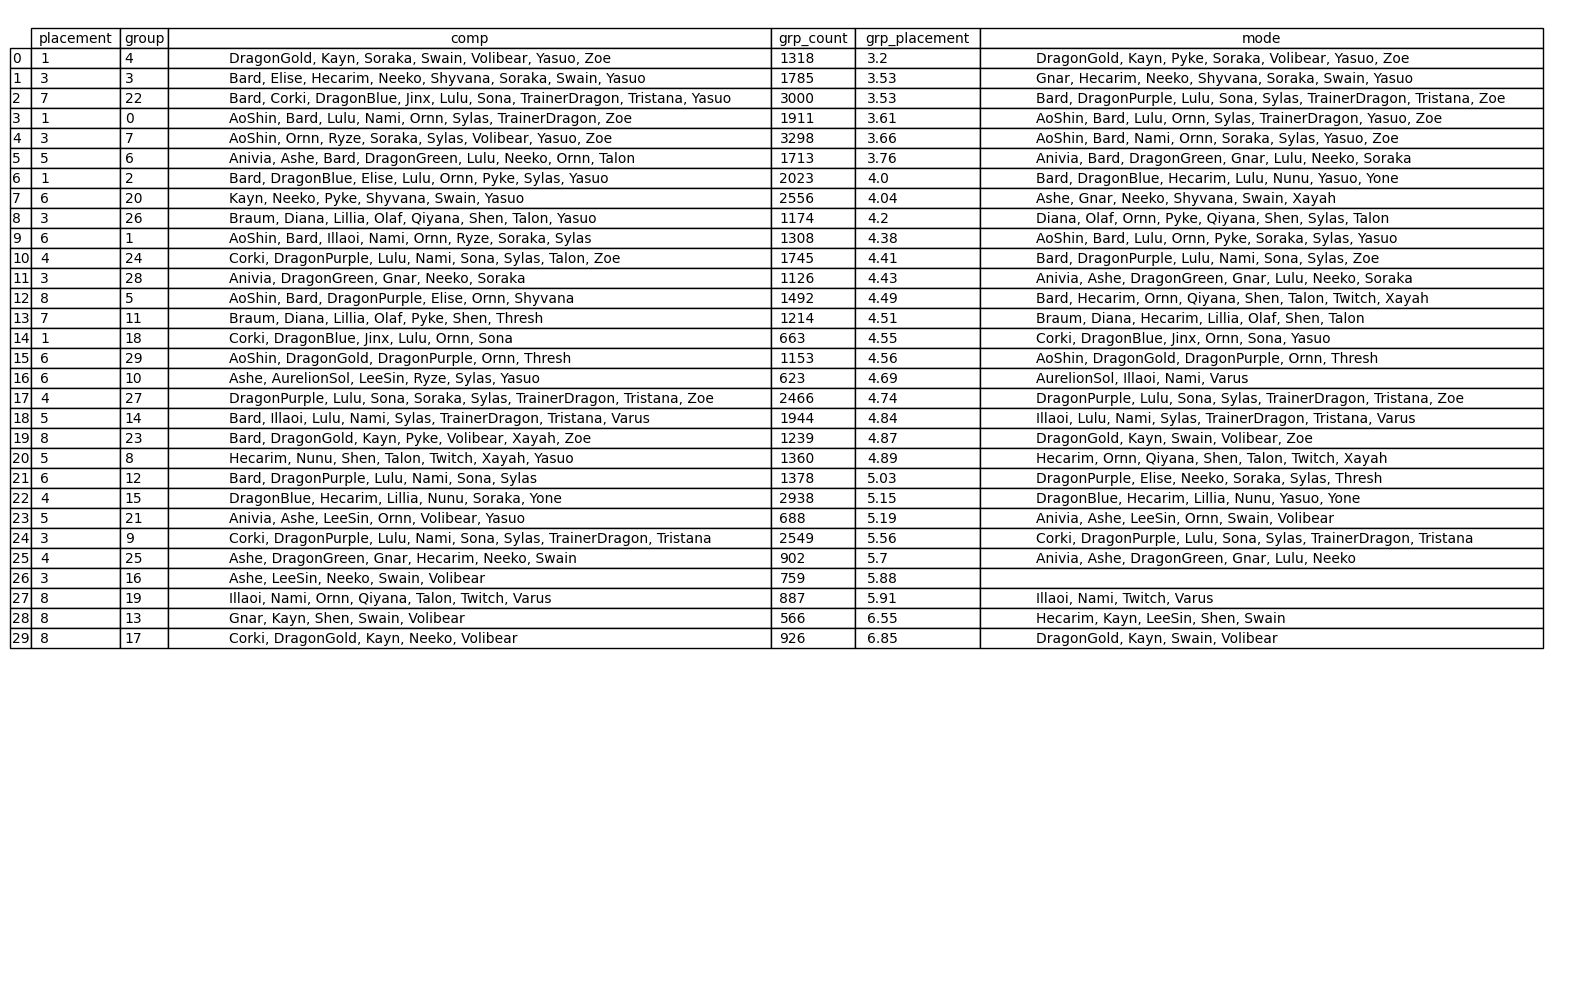 placement group comp grp_count grp_placement mode
0 1 4 DragonGold, Kayn, Soraka, Swain, Volibear, Yasuo, Zoe 1318 3.2 DragonGold, Kayn, Pyke, Soraka, Volibear, Yasuo, Zoe
1 3 3 Bard, Elise, Hecarim, Neeko, Shyvana, Soraka, Swain, Yasuo 1785 3.53 Gnar, Hecarim, Neeko, Shyvana, Soraka, Swain, Yasuo
2 7 22 Bard, Corki, DragonBlue, Jinx, Lulu, Sona, TrainerDragon, Tristana, Yasuo 3000 3.53 Bard, DragonPurple, Lulu, Sona, Sylas, TrainerDragon, Tristana, Zoe
3 1 0 AoShin, Bard, Lulu, Nami, Ornn, Sylas, TrainerDragon, Zoe 1911 3.61 AoShin, Bard, Lulu, Ornn, Sylas, TrainerDragon, Yasuo, Zoe
4 3 7 AoShin, Ornn, Ryze, Soraka, Sylas, Volibear, Yasuo, Zoe 3298 3.66 AoShin, Bard, Nami, Ornn, Soraka, Sylas, Yasuo, Zoe
5 5 6 Anivia, Ashe, Bard, DragonGreen, Lulu, Neeko, Ornn, Talon 1713 3.76 Anivia, Bard, DragonGreen, Gnar, Lulu, Neeko, Soraka
6 1 2 Bard, DragonBlue, Elise, Lulu, Ornn, Pyke, Sylas, Yasuo 2023 4.0 Bard, DragonBlue, Hecarim, Lulu, Nunu, Yasuo, Yone
7 6 20 Kayn, Neeko, Pyke, Shyvana, Swain, Yasuo 2556 4.04 Ashe, Gnar, Neeko, Shyvana, Swain, Xayah
8 3 26 Braum, Diana, Lillia, Olaf, Qiyana, Shen, Talon, Yasuo 1174 4.2 Diana, Olaf, Ornn, Pyke, Qiyana, Shen, Sylas, Talon
9 6 1 AoShin, Bard, Illaoi, Nami, Ornn, Ryze, Soraka, Sylas 1308 4.38 AoShin, Bard, Lulu, Ornn, Pyke, Soraka, Sylas, Yasuo
10 4 24 Corki, DragonPurple, Lulu, Nami, Sona, Sylas, Talon, Zoe 1745 4.41 Bard, DragonPurple, Lulu, Nami, Sona, Sylas, Zoe
11 3 28 Anivia, DragonGreen, Gnar, Neeko, Soraka 1126 4.43 Anivia, Ashe, DragonGreen, Gnar, Lulu, Neeko, Soraka
12 8 5 AoShin, Bard, DragonPurple, Elise, Ornn, Shyvana 1492 4.49 Bard, Hecarim, Ornn, Qiyana, Shen, Talon, Twitch, Xayah
13 7 11 Braum, Diana, Lillia, Olaf, Pyke, Shen, Thresh 1214 4.51 Braum, Diana, Hecarim, Lillia, Olaf, Shen, Talon
14 1 18 Corki, DragonBlue, Jinx, Lulu, Ornn, Sona 663 4.55 Corki, DragonBlue, Jinx, Ornn, Sona, Yasuo
15 6 29 AoShin, DragonGold, DragonPurple, Ornn, Thresh 1153 4.56 AoShin, DragonGold, DragonPurple, Ornn, Thresh
16 6 10 Ashe, AurelionSol, LeeSin, Ryze, Sylas, Yasuo 623 4.69 AurelionSol, Illaoi, Nami, Varus
17 4 27 DragonPurple, Lulu, Sona, Soraka, Sylas, TrainerDragon, Tristana, Zoe 2466 4.74 DragonPurple, Lulu, Sona, Sylas, TrainerDragon, Tristana, Zoe
18 5 14 Bard, Illaoi, Lulu, Nami, Sylas, TrainerDragon, Tristana, Varus 1944 4.84 Illaoi, Lulu, Nami, Sylas, TrainerDragon, Tristana, Varus
19 8 23 Bard, DragonGold, Kayn, Pyke, Volibear, Xayah, Zoe 1239 4.87 DragonGold, Kayn, Swain, Volibear, Zoe
20 5 8 Hecarim, Nunu, Shen, Talon, Twitch, Xayah, Yasuo 1360 4.89 Hecarim, Ornn, Qiyana, Shen, Talon, Twitch, Xayah
21 6 12 Bard, DragonPurple, Lulu, Nami, Sona, Sylas 1378 5.03 DragonPurple, Elise, Neeko, Soraka, Sylas, Thresh
22 4 15 DragonBlue, Hecarim, Lillia, Nunu, Soraka, Yone 2938 5.15 DragonBlue, Hecarim, Lillia, Nunu, Yasuo, Yone
23 5 21 Anivia, Ashe, LeeSin, Ornn, Volibear, Yasuo 688 5.19 Anivia, Ashe, LeeSin, Ornn, Swain, Volibear
24 3 9 Corki, DragonPurple, Lulu, Nami, Sona, Sylas, TrainerDragon, Tristana 2549 5.56 Corki, DragonPurple, Lulu, Sona, Sylas, TrainerDragon, Tristana
25 4 25 Ashe, DragonGreen, Gnar, Hecarim, Neeko, Swain 902 5.7 Anivia, Ashe, DragonGreen, Gnar, Lulu, Neeko
26 3 16 Ashe, LeeSin, Neeko, Swain, Volibear 759 5.88
27 8 19 Illaoi, Nami, Ornn, Qiyana, Talon, Twitch, Varus 887 5.91 Illaoi, Nami, Twitch, Varus
28 8 13 Gnar, Kayn, Shen, Swain, Volibear 566 6.55 Hecarim, Kayn, LeeSin, Shen, Swain
29 8 17 Corki, DragonGold, Kayn, Neeko, Volibear 926 6.85 DragonGold, Kayn, Swain, Volibear